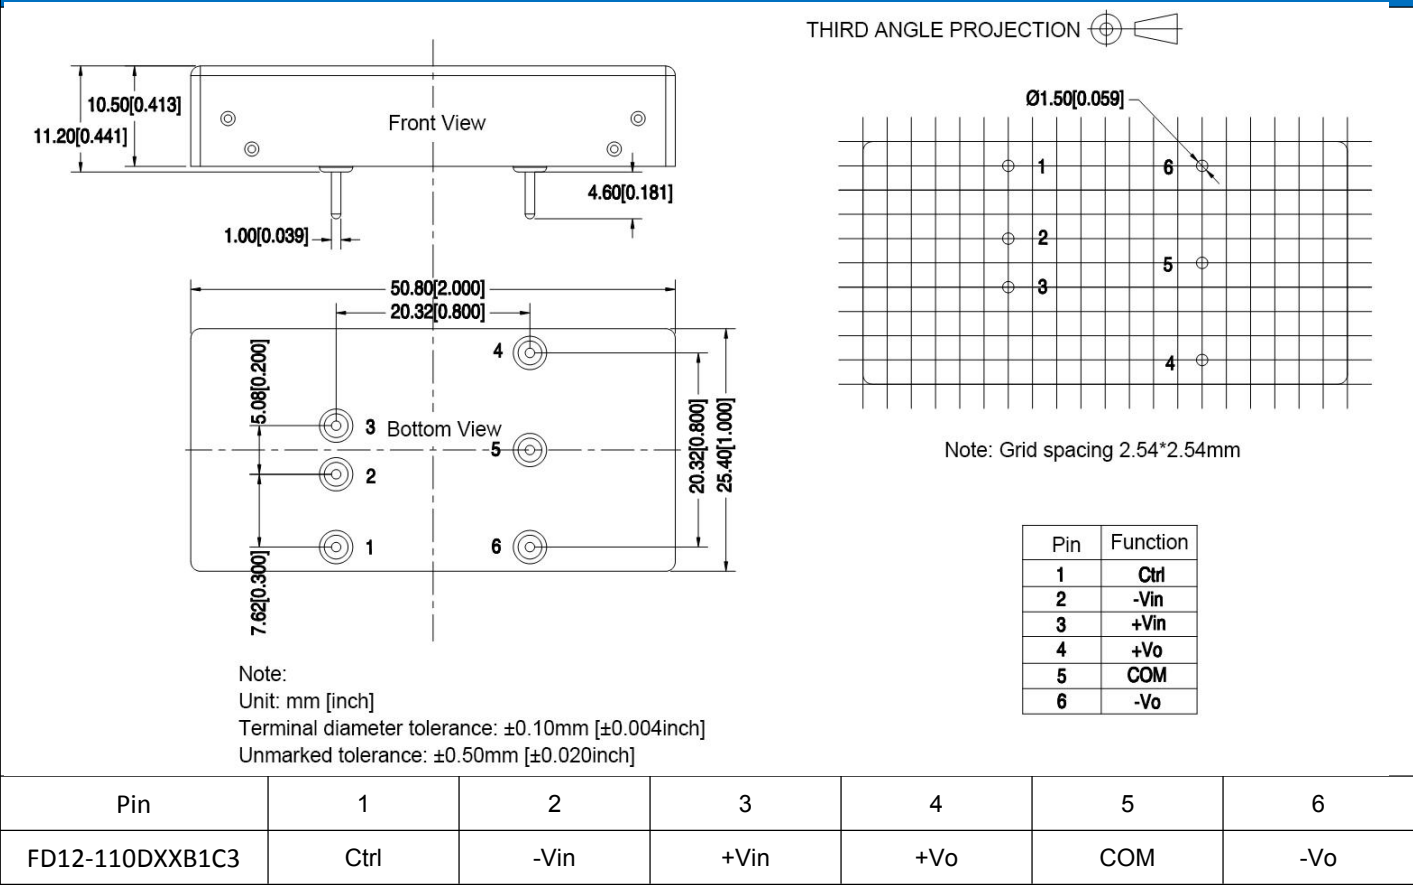 THIRD ANGLE PROJECTION
10.50[0.413]
11.20[0.441]
Front View
4.60[0.181]
1.00[0.039]
Ø1.50[0.059]
1 6
2
5
3
4
Note: Grid spacing 2.54*2.54mm
50.80[2.000]
20.32[0.800]
5.08[0.200]
4
3 Bottom View
5
2
1 6
7.62[0.300]
20.32[0.800]
25.40[1.000]
Pin Function
1 Ctrl
2 -Vin
3 +Vin
4 +Vo
5 COM
6 -Vo
Note:
Unit: mm [inch]
Terminal diameter tolerance: ±0.10mm [±0.004inch]
Unmarked tolerance: ±0.50mm [±0.020inch]
Pin 1 2 3 4 5 6
FD12-110DXXB1C3 Ctrl -Vin +Vin +Vo COM -Vo